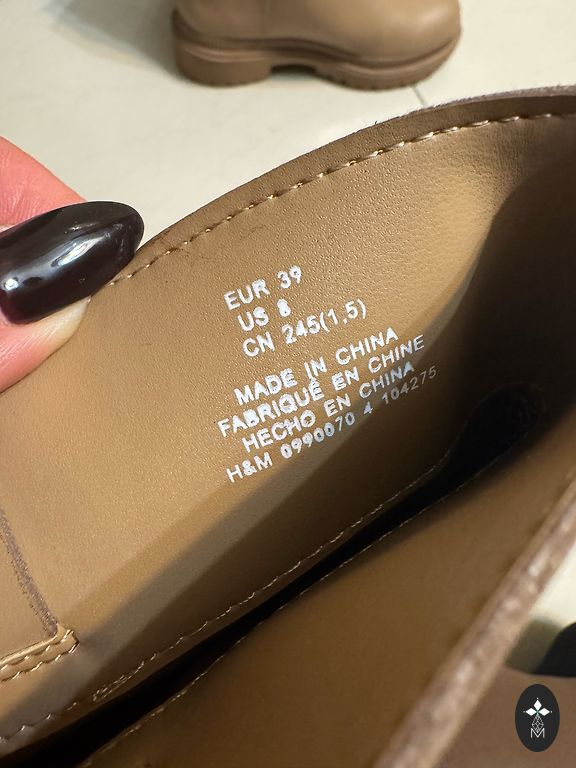 EUR 39
US 8
CN 245(1,5)
MADE IN CHINA
FABRIQUÉ EN CHINE
HECHO EN CHINA
H&M 0990070 4 104275
M